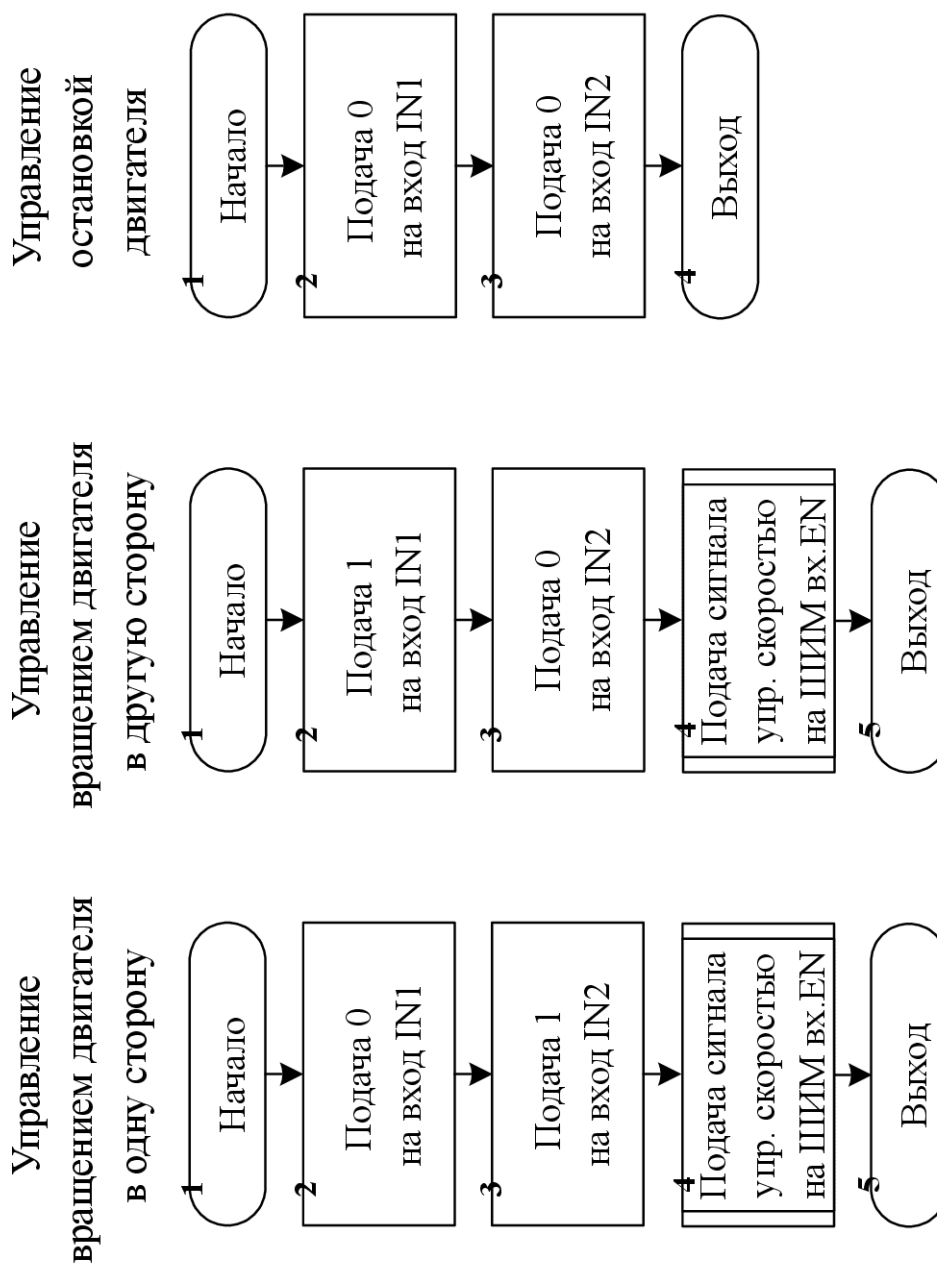 Управление
вращением двигателя
в одну сторону
1
Начало
2
Подача 0
на вход IN1
3
Подача 1
на вход IN2
4
Подача сигнала
упр. скоростью
на ШИМ вх.EN
5
Выход
Управление
вращением двигателя
в другую сторону
1
Начало
2
Подача 1
на вход IN1
3
Подача 0
на вход IN2
4
Подача сигнала
упр. скоростью
на ШИМ вх.EN
5
Выход
Управление
остановкой
двигателя
1
Начало
2
Подача 0
на вход IN1
3
Подача 0
на вход IN2
4
Выход